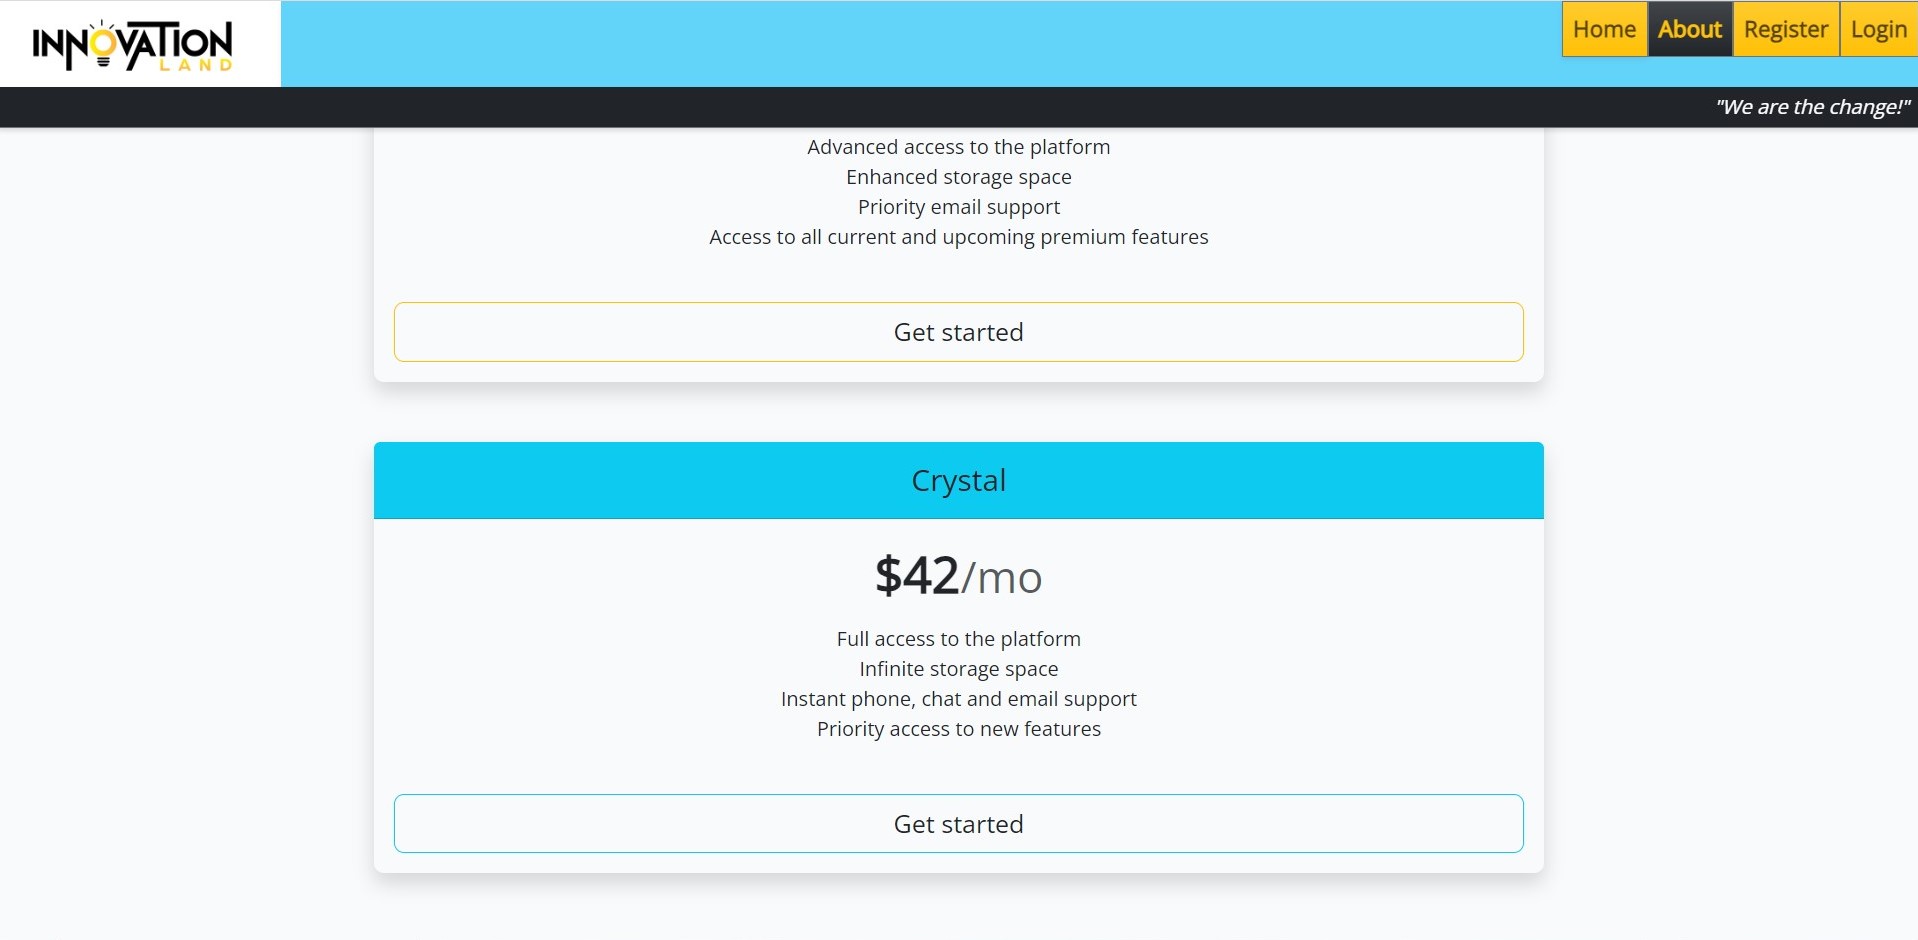 INNOVATION
LAND
Home
About
Register
Login
"We are the change!"
Advanced access to the platform
Enhanced storage space
Priority email support
Access to all current and upcoming premium features
Get started
Crystal
$42/mo
Full access to the platform
Infinite storage space
Instant phone, chat and email support
Priority access to new features
Get started